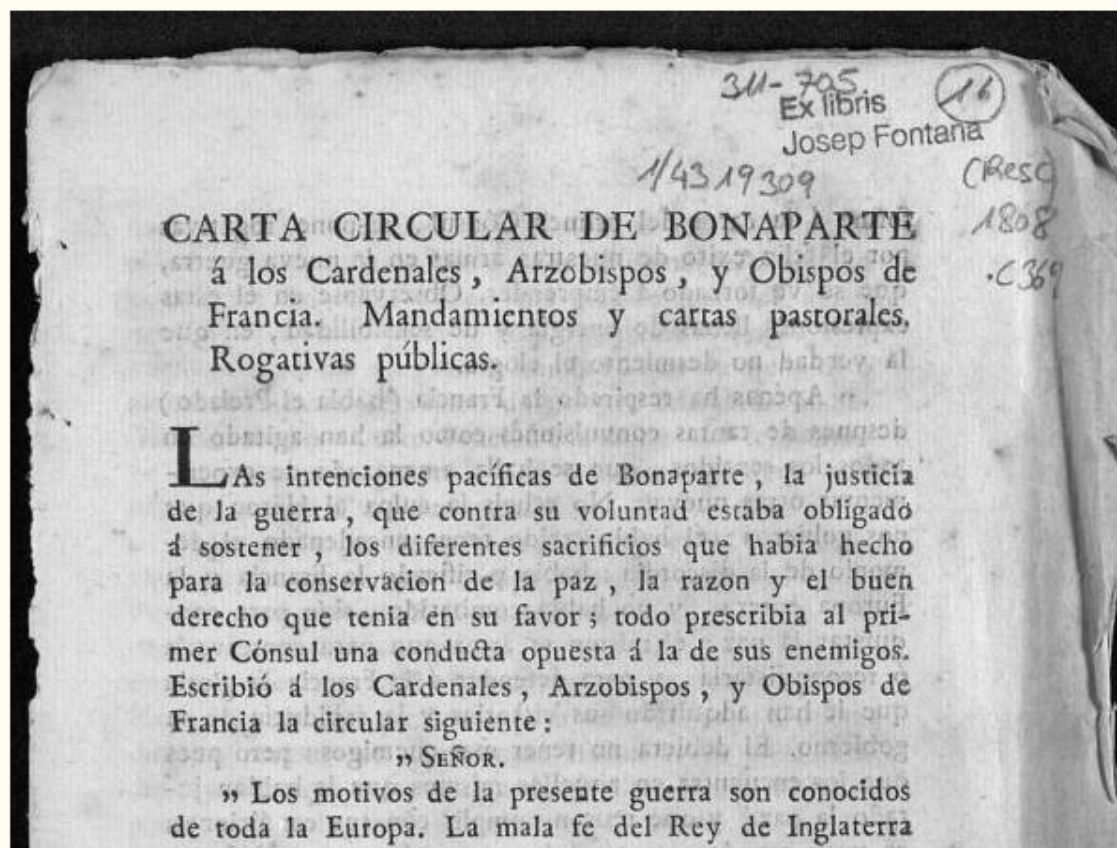 311-705
16
Ex libris
Josep Fontana
1/4319309
(Resc)
1808
.C369
CARTA CIRCULAR DE BONAPARTE
á los Cardenales, Arzobispos, y Obispos de
Francia. Mandamientos y cartas pastorales.
Rogativas públicas.
LAs intenciones pacíficas de Bonaparte, la justicia
de la guerra, que contra su voluntad estaba obligado
á sostener, los diferentes sacrificios que habia hecho
para la conservacion de la paz, la razon y el buen
derecho que tenia en su favor; todo prescribia al pri-
mer Cónsul una conducta opuesta á la de sus enemigos.
Escribió á los Cardenales, Arzobispos, y Obispos de
Francia la circular siguiente:
„ SEÑOR.
„ Los motivos de la presente guerra son conocidos
de toda la Europa. La mala fe del Rey de Inglaterra